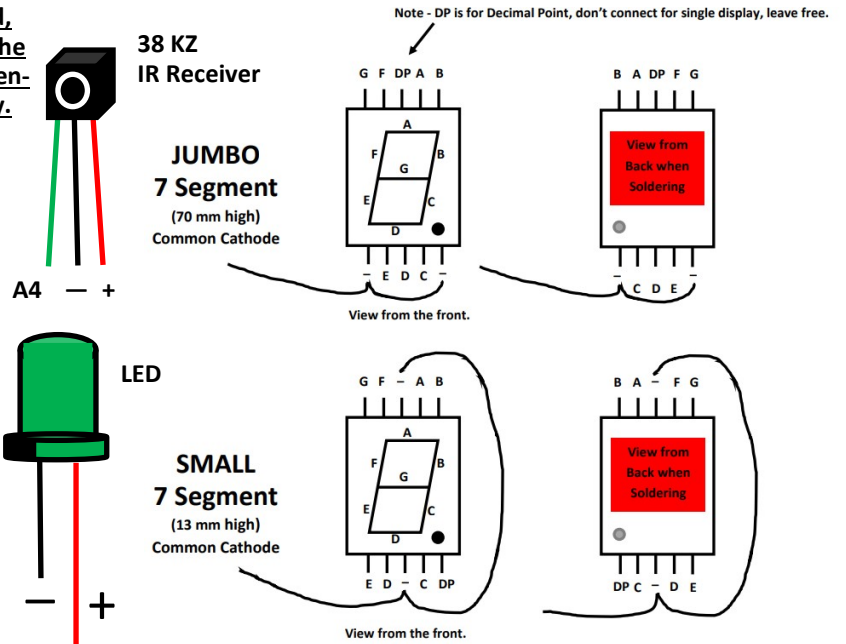 Note - DP is for Decimal Point, don't connect for single display, leave free.
38 KZ
IR Receiver
A4 — +
LED
JUMBO
7 Segment
(70 mm high)
Common Cathode
G F DP A B
A
F B
G
E C
D
– E D C –
View from the front.
B A DP F G
View from
Back when
Soldering
– C D E –
SMALL
7 Segment
(13 mm high)
Common Cathode
G F – A B
A
F B
G
E C
D
E D – C DP
View from the front.
B A – F G
View from
Back when
Soldering
DP C – D E
— +